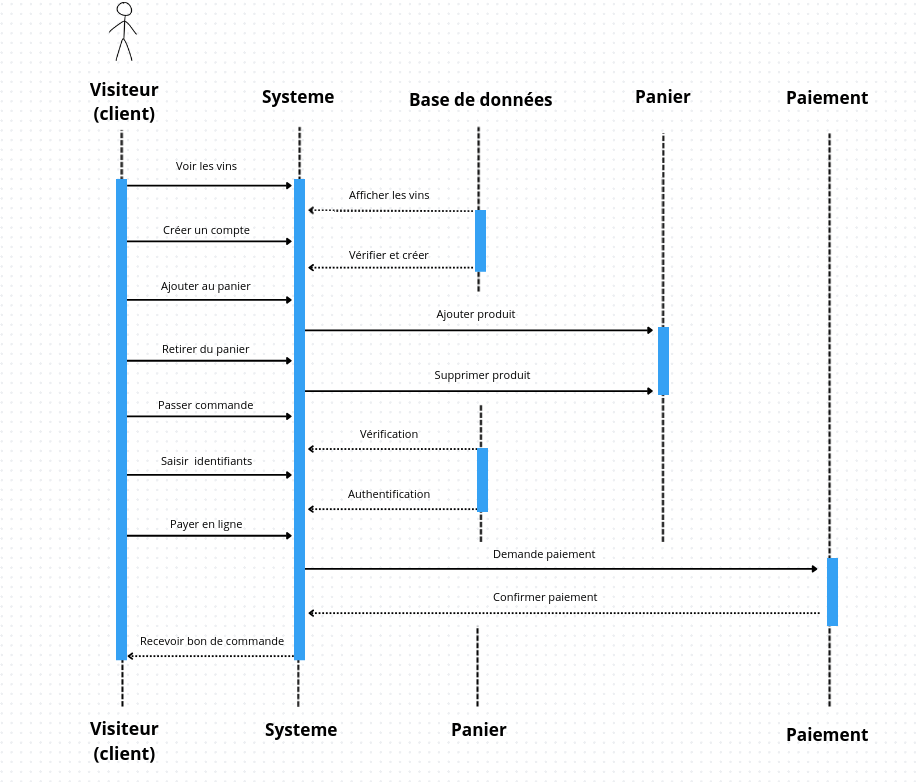 Visiteur
(client)
Systeme
Base de données
Panier
Paiement
Voir les vins
Afficher les vins
Créer un compte
Vérifier et créer
Ajouter au panier
Ajouter produit
Retirer du panier
Supprimer produit
Passer commande
Vérification
Saisir identifiants
Authentification
Payer en ligne
Demande paiement
Confirmer paiement
Recevoir bon de commande
Visiteur
(client)
Systeme
Panier
Paiement